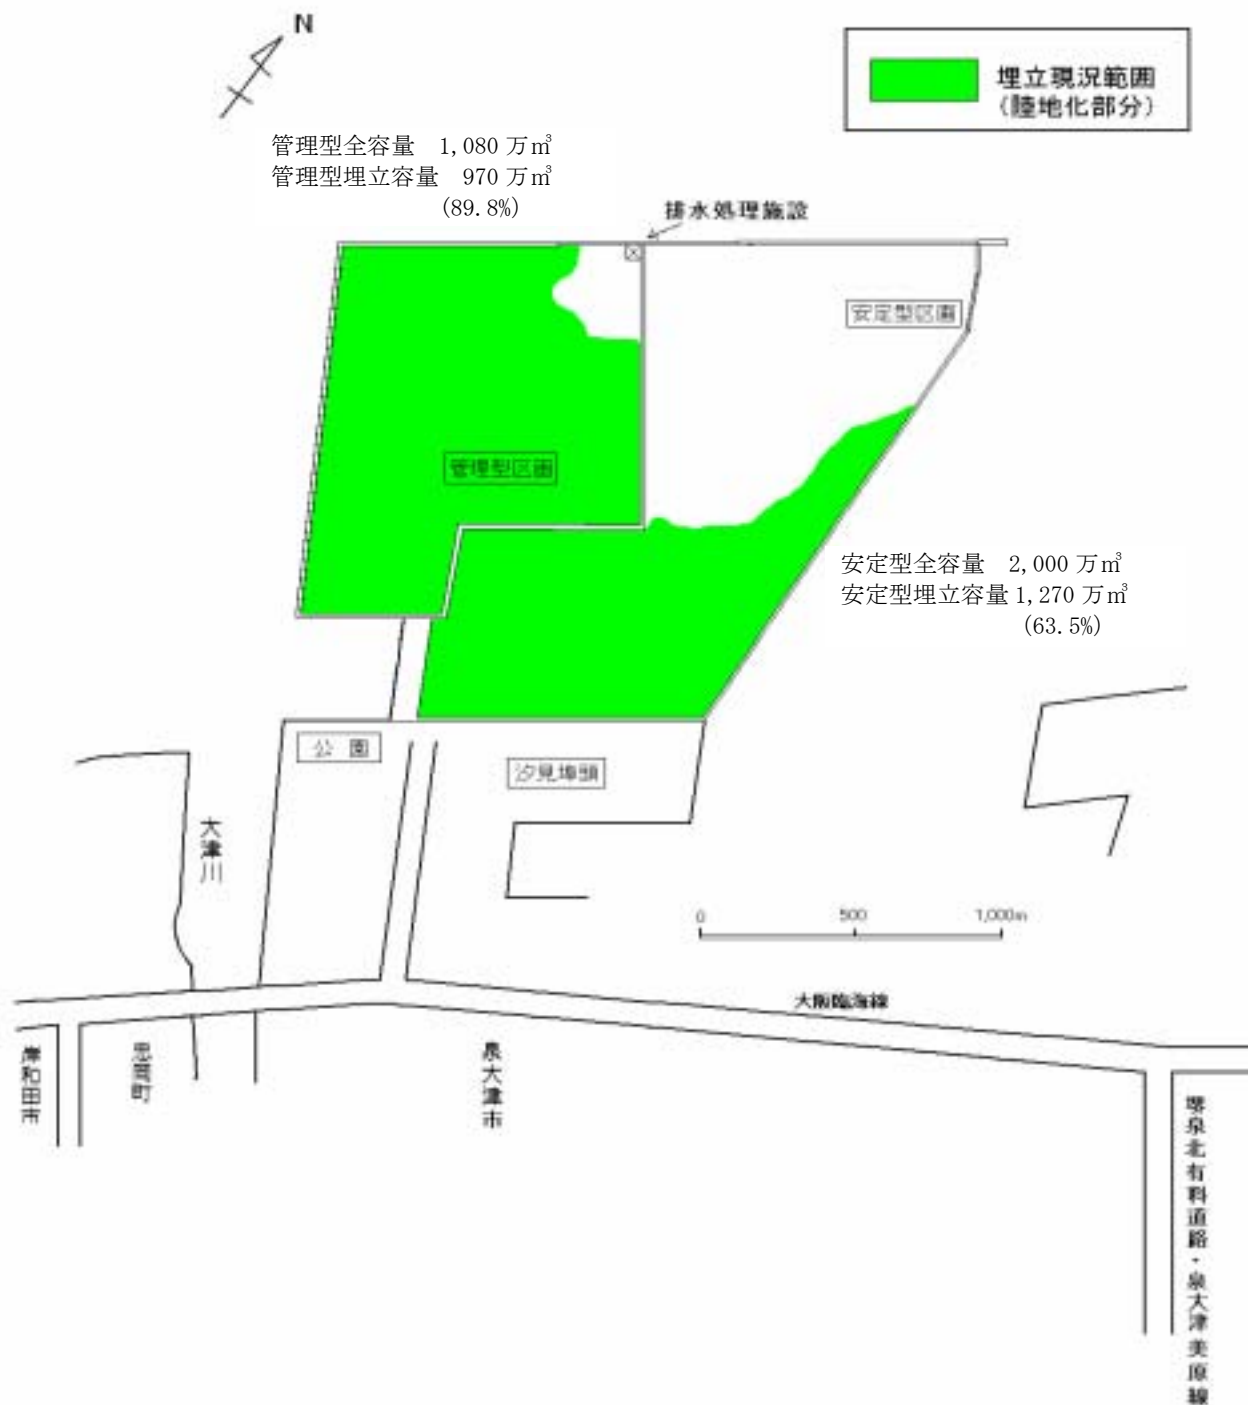 N
埋立現況範囲
(陸地化部分)
管理型全容量 1,080 万㎥
管理型埋立容量 970 万㎥
(89.8%)
排水処理施設
安定型区画
管理型区画
安定型全容量 2,000 万㎥
安定型埋立容量 1,270 万㎥
(63.5%)
公園
汐見埠頭
大津川
0 500 1,000m
大阪臨海線
岸和田市
忠岡町
泉大津市
堺泉北有料道路・泉大津美原線